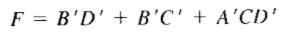 F = B'D' + B'C' + A'CD'